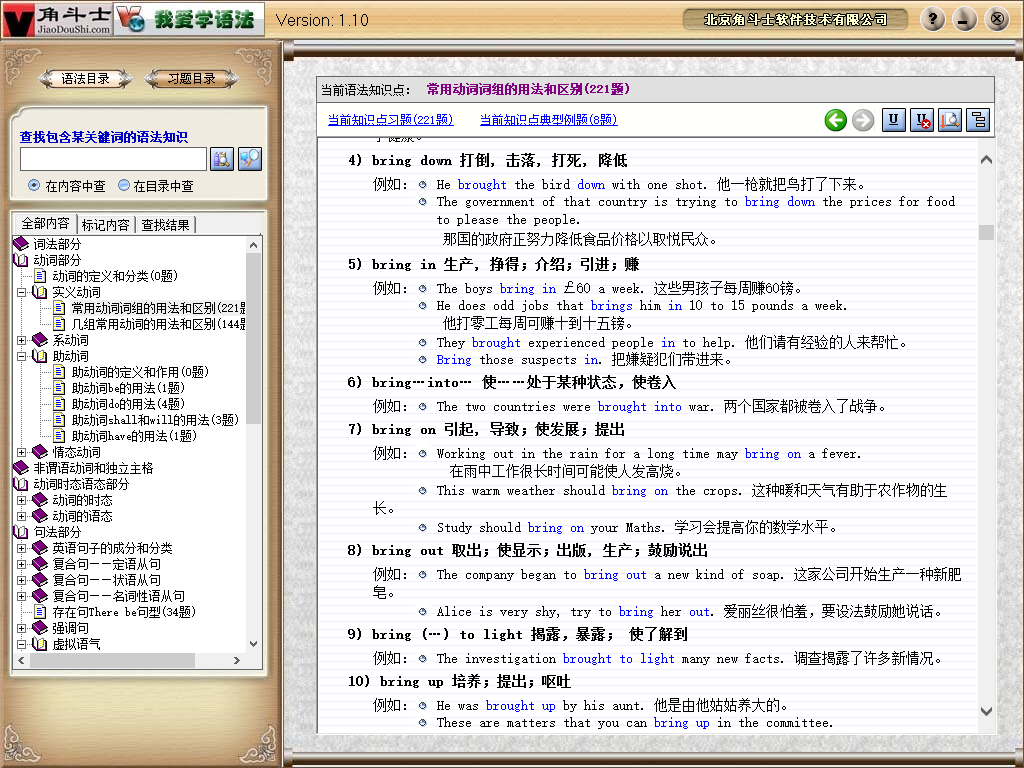 角斗士
JiaoDouShi.com
我爱学语法
Version: 1.10
北京角斗士软件技术有限公司
语法目录
习题目录
查找包含某关键词的语法知识
在内容中查
在目录中查
全部内容
标记内容
查找结果
词法部分
动词部分
动词的定义和分类(0题)
实义动词
常用动词词组的用法和区别(221题
几组常用动词的用法和区别(144题
系动词
助动词
助动词的定义和作用(0题)
助动词be的用法(1题)
助动词do的用法(4题)
助动词shall和will的用法(3题)
助动词have的用法(1题)
情态动词
非谓语动词和独立主格
动词时态语态部分
动词的时态
动词的语态
句法部分
英语句子的成分和分类
复合句－－定语从句
复合句－－状语从句
复合句－－名词性语从句
存在句There be句型(34题)
强调句
虚拟语气
当前语法知识点： 常用动词词组的用法和区别(221题)
当前知识点习题(221题)
当前知识点典型例题(8题)
4) bring down 打倒，击落，打死，降低
例如： He brought the bird down with one shot. 他一枪就把鸟打了下来。
The government of that country is trying to bring down the prices for food
to please the people.
那国的政府正努力降低食品价格以取悦民众。
5) bring in 生产，挣得；介绍；引进；赚
例如： The boys bring in ￡60 a week. 这些男孩子每周赚60镑。
He does odd jobs that brings him in 10 to 15 pounds a week.
他打零工每周可赚十到十五镑。
They brought experienced people in to help. 他们请有经验的人来帮忙。
Bring those suspects in. 把嫌疑犯们带进来。
6) bring…into… 使……处于某种状态，使卷入
例如： The two countries were brought into war. 两个国家都被卷入了战争。
7) bring on 引起，导致；使发展；提出
例如： Working out in the rain for a long time may bring on a fever.
在雨中工作很长时间可能使人发高烧。
This warm weather should bring on the crops. 这种暖和天气有助于农作物的生
长。
Study should bring on your Maths. 学习会提高你的数学水平。
8) bring out 取出；使显示；出版，生产；鼓励说出
例如： The company began to bring out a new kind of soap. 这家公司开始生产一种新肥
皂。
Alice is very shy, try to bring her out. 爱丽丝很怕羞，要设法鼓励她说话。
9) bring (…) to light 揭露，暴露； 使了解到
例如： The investigation brought to light many new facts. 调查揭露了许多新情况。
10) bring up 培养；提出；呕吐
例如： He was brought up by his aunt. 他是由他姑姑养大的。
These are matters that you can bring up in the committee.